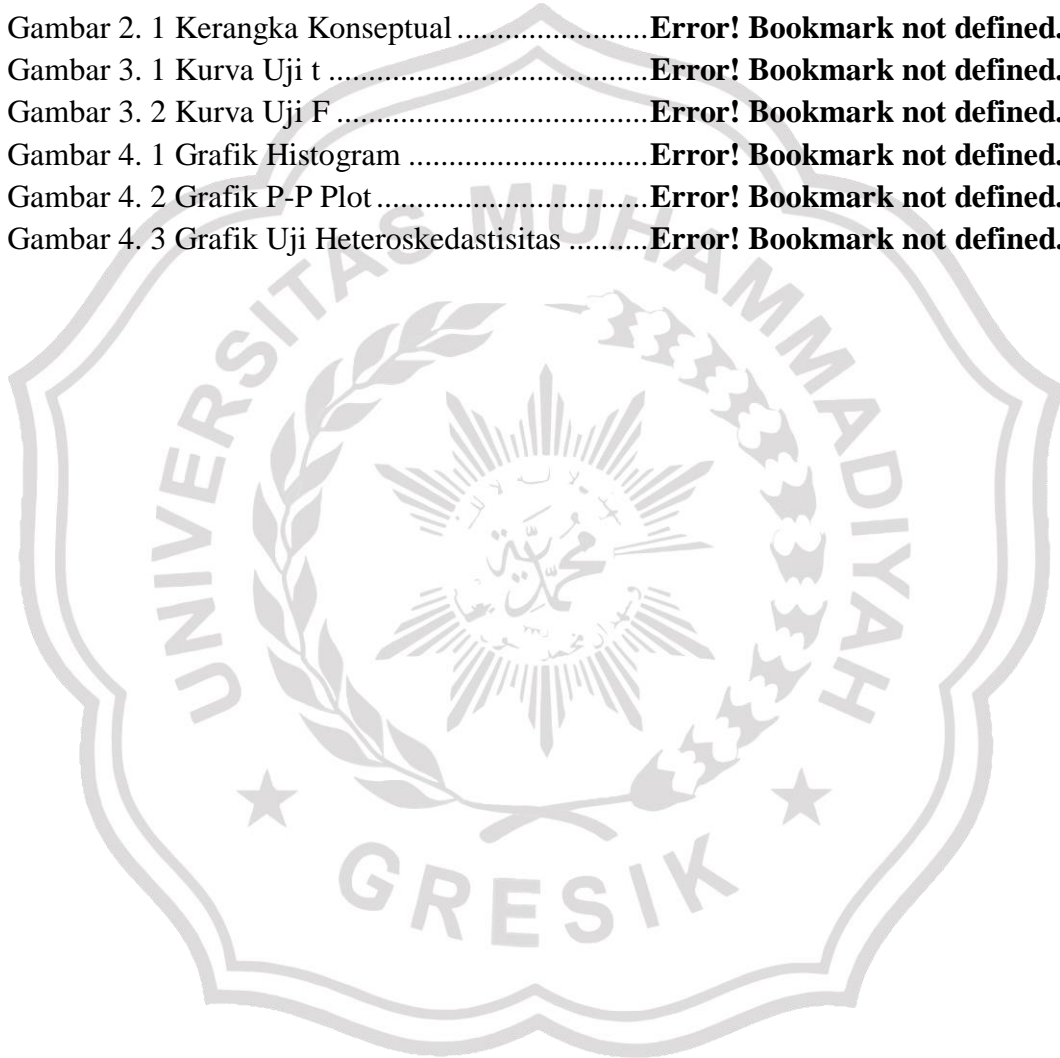 Gambar 2. 1 Kerangka Konseptual........................Error! Bookmark not defined.
Gambar 3. 1 Kurva Uji t ........................................Error! Bookmark not defined.
Gambar 3. 2 Kurva Uji F.......................................Error! Bookmark not defined.
Gambar 4. 1 Grafik Histogram ..............................Error! Bookmark not defined.
Gambar 4. 2 Grafik P-P Plot..................................Error! Bookmark not defined.
Gambar 4. 3 Grafik Uji Heteroskedastisitas ..........Error! Bookmark not defined.
UNIVERSITAS MUHAMMADIYAH
محمدية
GRESIK